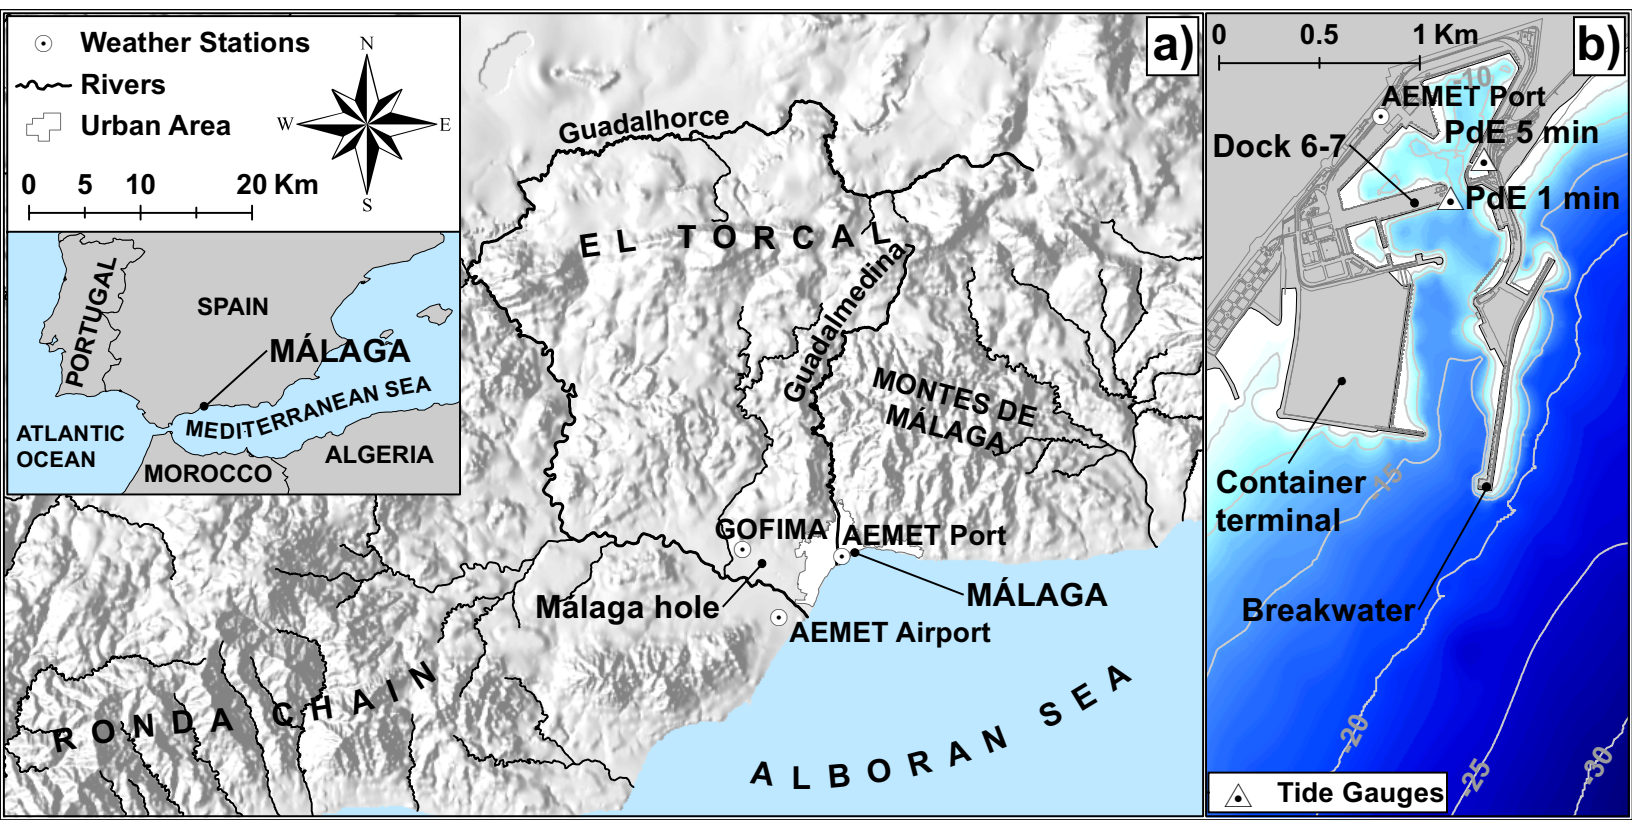 Weather Stations
Rivers
Urban Area
N
W
E
S
0 5 10 20 Km
PORTUGAL
SPAIN
MÁLAGA
MEDITERRANEAN SEA
ATLANTIC
OCEAN
MOROCCO
ALGERIA
a)
Guadalhorce
EL TORCAL
Guadalmedina
MONTES DE
MÁLAGA
GOFIMA
AEMET Port
Málaga hole
MÁLAGA
AEMET Airport
RONDA CHAIN
ALBORAN SEA
b)
0 0.5 1 Km
-10
AEMET Port
PdE 5 min
Dock 6-7
PdE 1 min
Container
terminal
-15
Breakwater
-20
-25
-30
Tide Gauges